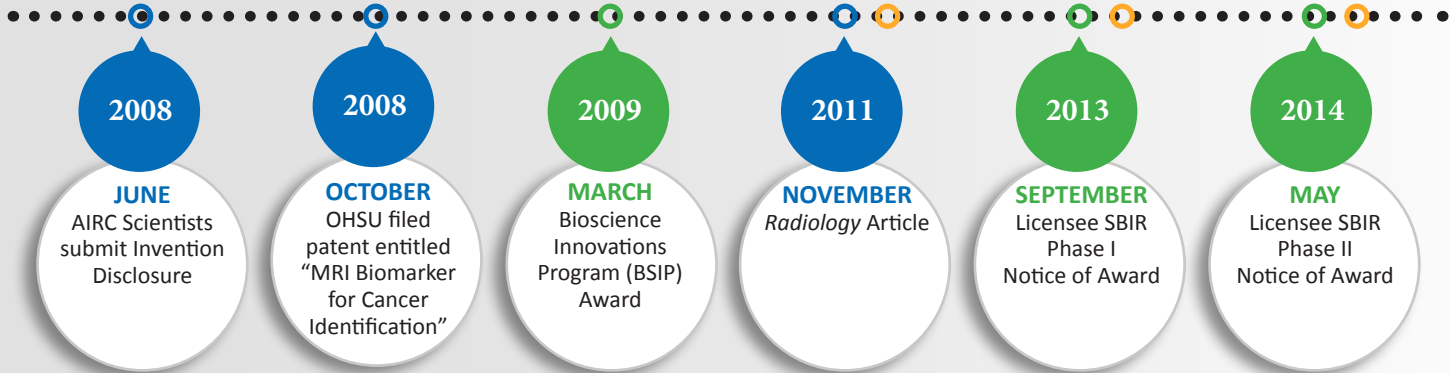 2008
JUNE
AIRC Scientists
submit Invention
Disclosure
2008
OCTOBER
OHSU filed
patent entitled
“MRI Biomarker
for Cancer
Identification”
2009
MARCH
Bioscience
Innovations
Program (BSIP)
Award
2011
NOVEMBER
Radiology Article
2013
SEPTEMBER
Licensee SBIR
Phase I
Notice of Award
2014
MAY
Licensee SBIR
Phase II
Notice of Award